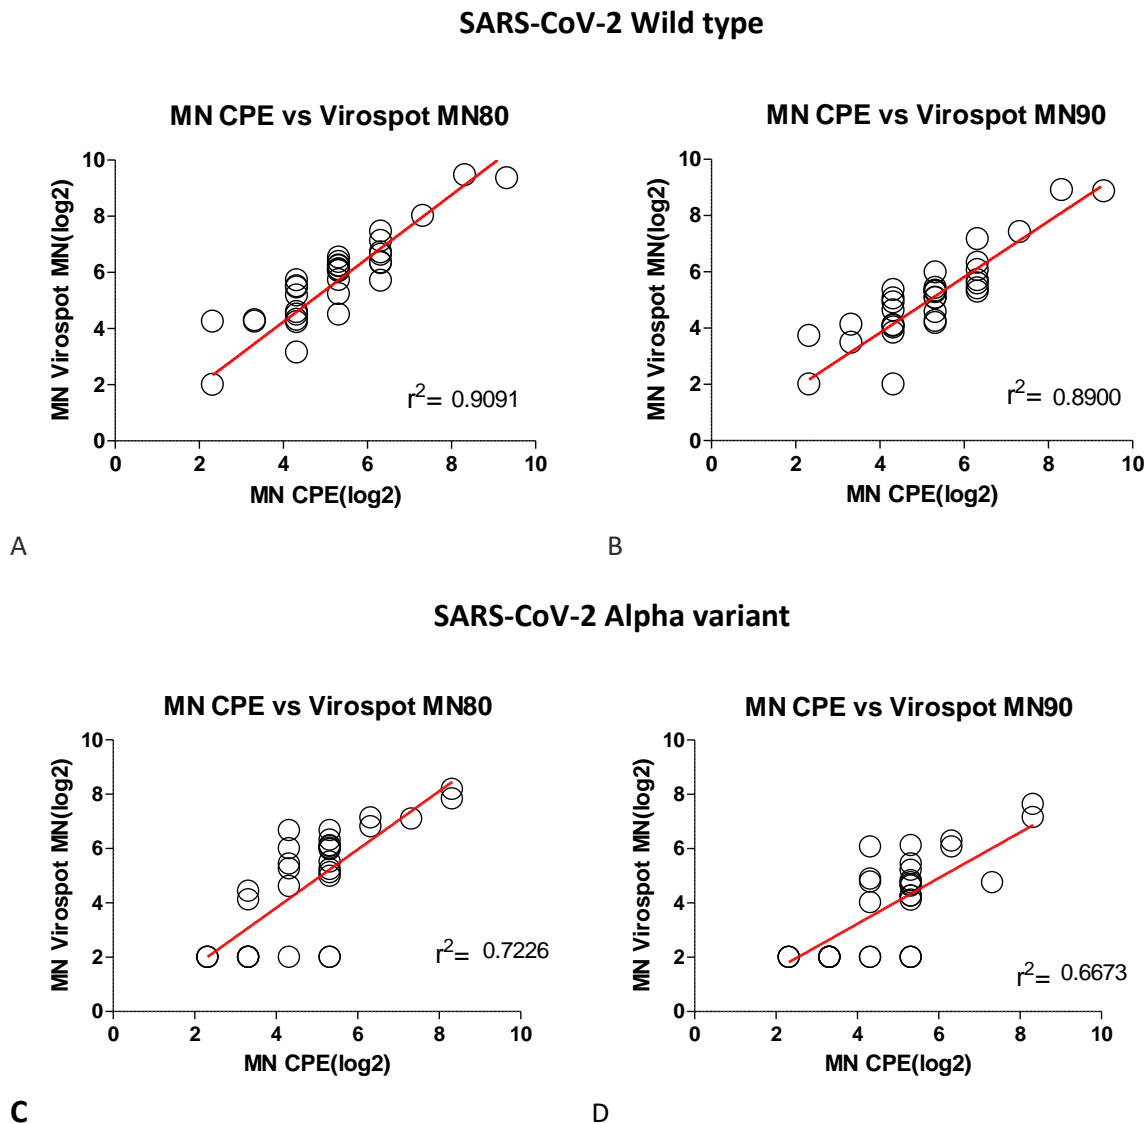 SARS-CoV-2 Wild type
MN CPE vs Virospot MN80
MN Virospot MN(log2)
10
8
6
4
2
0
r2= 0.9091
0 2 4 6 8 10
MN CPE(log2)
A
MN CPE vs Virospot MN90
MN Virospot MN(log2)
10
8
6
4
2
0
r2= 0.8900
0 2 4 6 8 10
MN CPE(log2)
B
SARS-CoV-2 Alpha variant
MN CPE vs Virospot MN80
MN Virospot MN(log2)
10
8
6
4
2
0
r2= 0.7226
0 2 4 6 8 10
MN CPE(log2)
C
MN CPE vs Virospot MN90
MN Virospot MN(log2)
10
8
6
4
2
0
r2= 0.6673
0 2 4 6 8 10
MN CPE(log2)
D